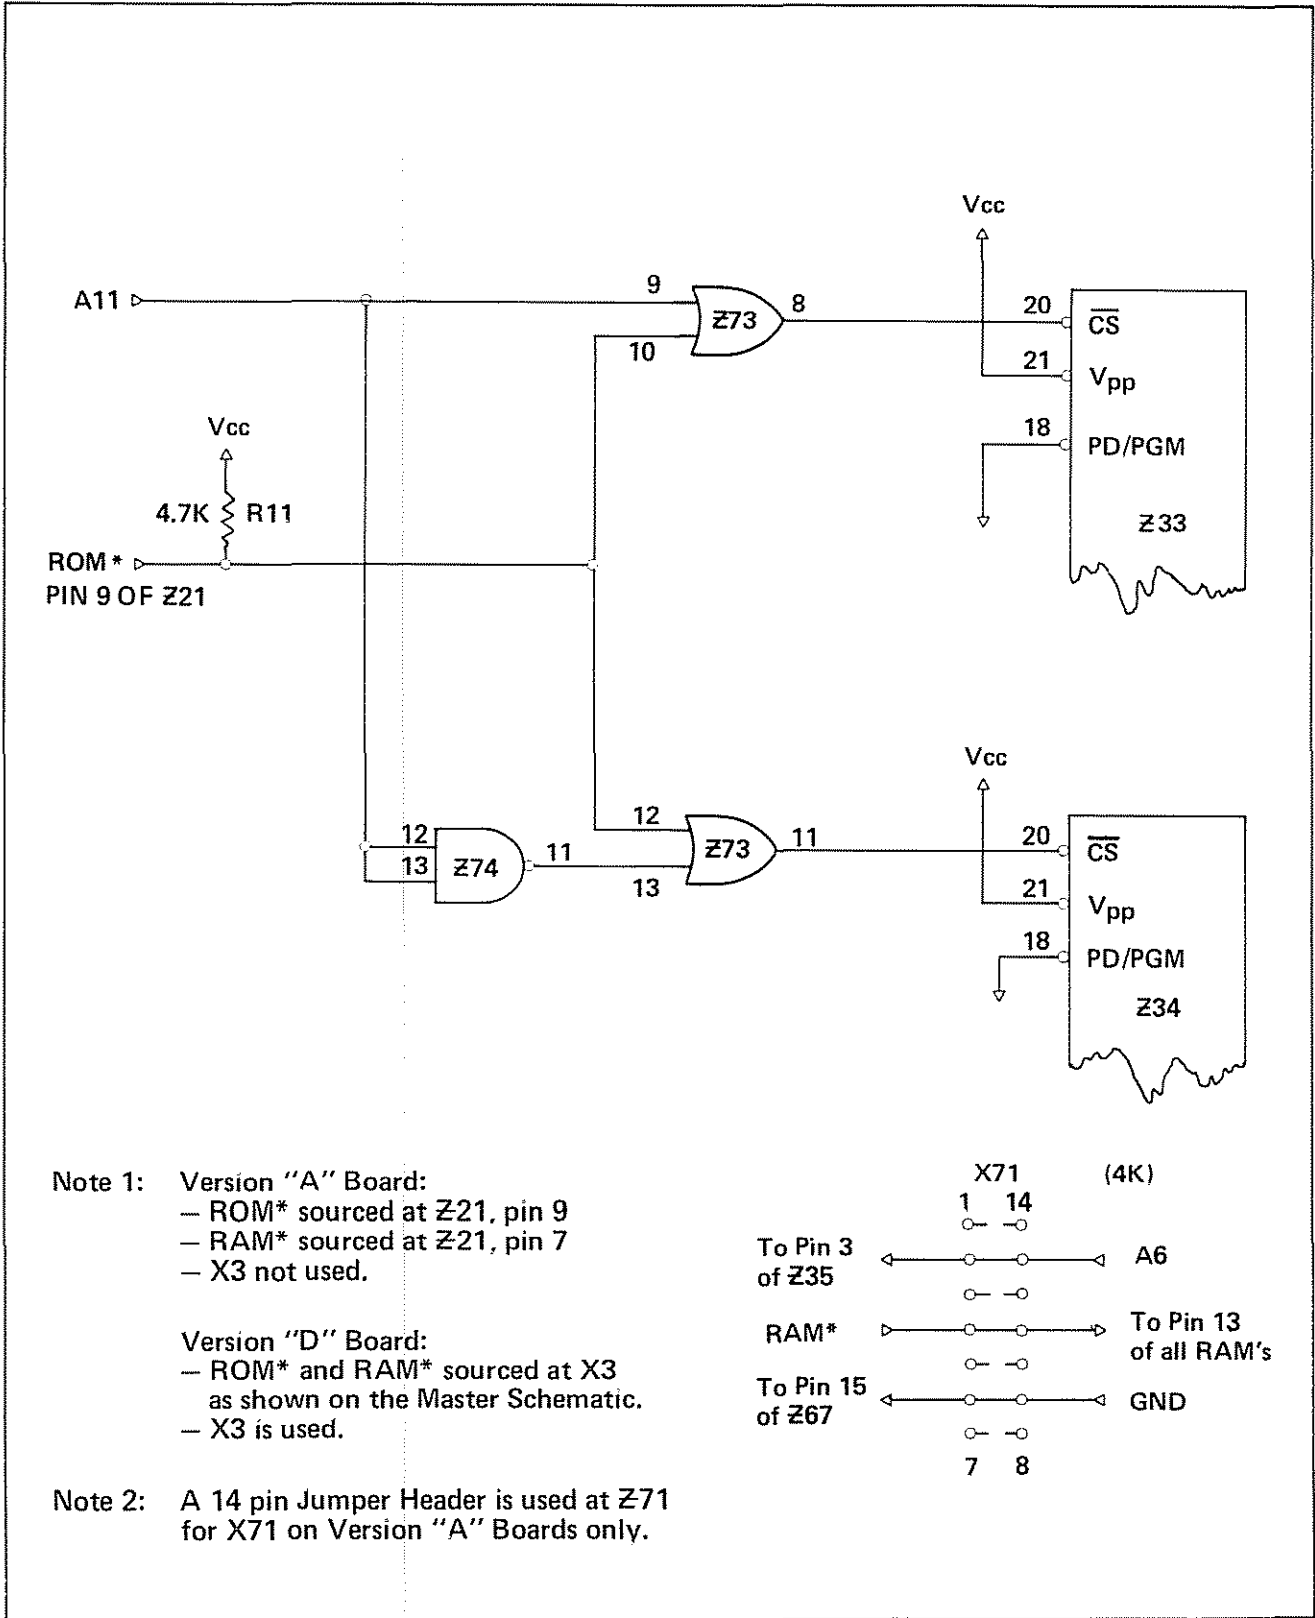 Vcc
A11
9
Z73
8
10
20
CS
21
Vpp
18
PD/PGM
Z33
Vcc
4.7K R11
ROM*
PIN 9 OF Z21
Vcc
12
13
Z74
11
12
13
Z73
11
20
CS
21
Vpp
18
PD/PGM
Z34
Note 1: Version "A" Board:
— ROM* sourced at Z21, pin 9
— RAM* sourced at Z21, pin 7
— X3 not used.
Version "D" Board:
— ROM* and RAM* sourced at X3
as shown on the Master Schematic.
— X3 is used.
Note 2: A 14 pin Jumper Header is used at Z71
for X71 on Version "A" Boards only.
X71 (4K)
1 14
To Pin 3
of Z35
A6
RAM*
To Pin 13
of all RAM's
To Pin 15
of Z67
GND
7 8